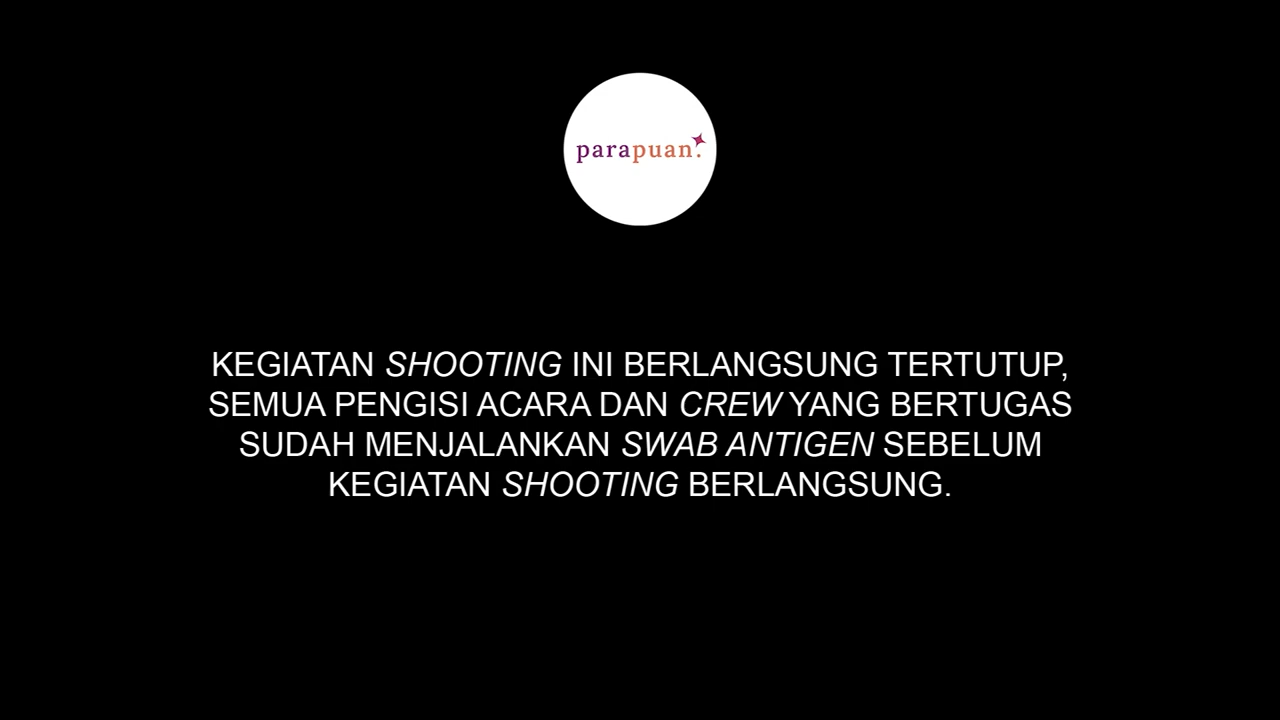 parapuan.
KEGIATAN SHOOTING INI BERLANGSUNG TERTUTUP,
SEMUA PENGISI ACARA DAN CREW YANG BERTUGAS
SUDAH MENJALANKAN SWAB ANTIGEN SEBELUM
KEGIATAN SHOOTING BERLANGSUNG.